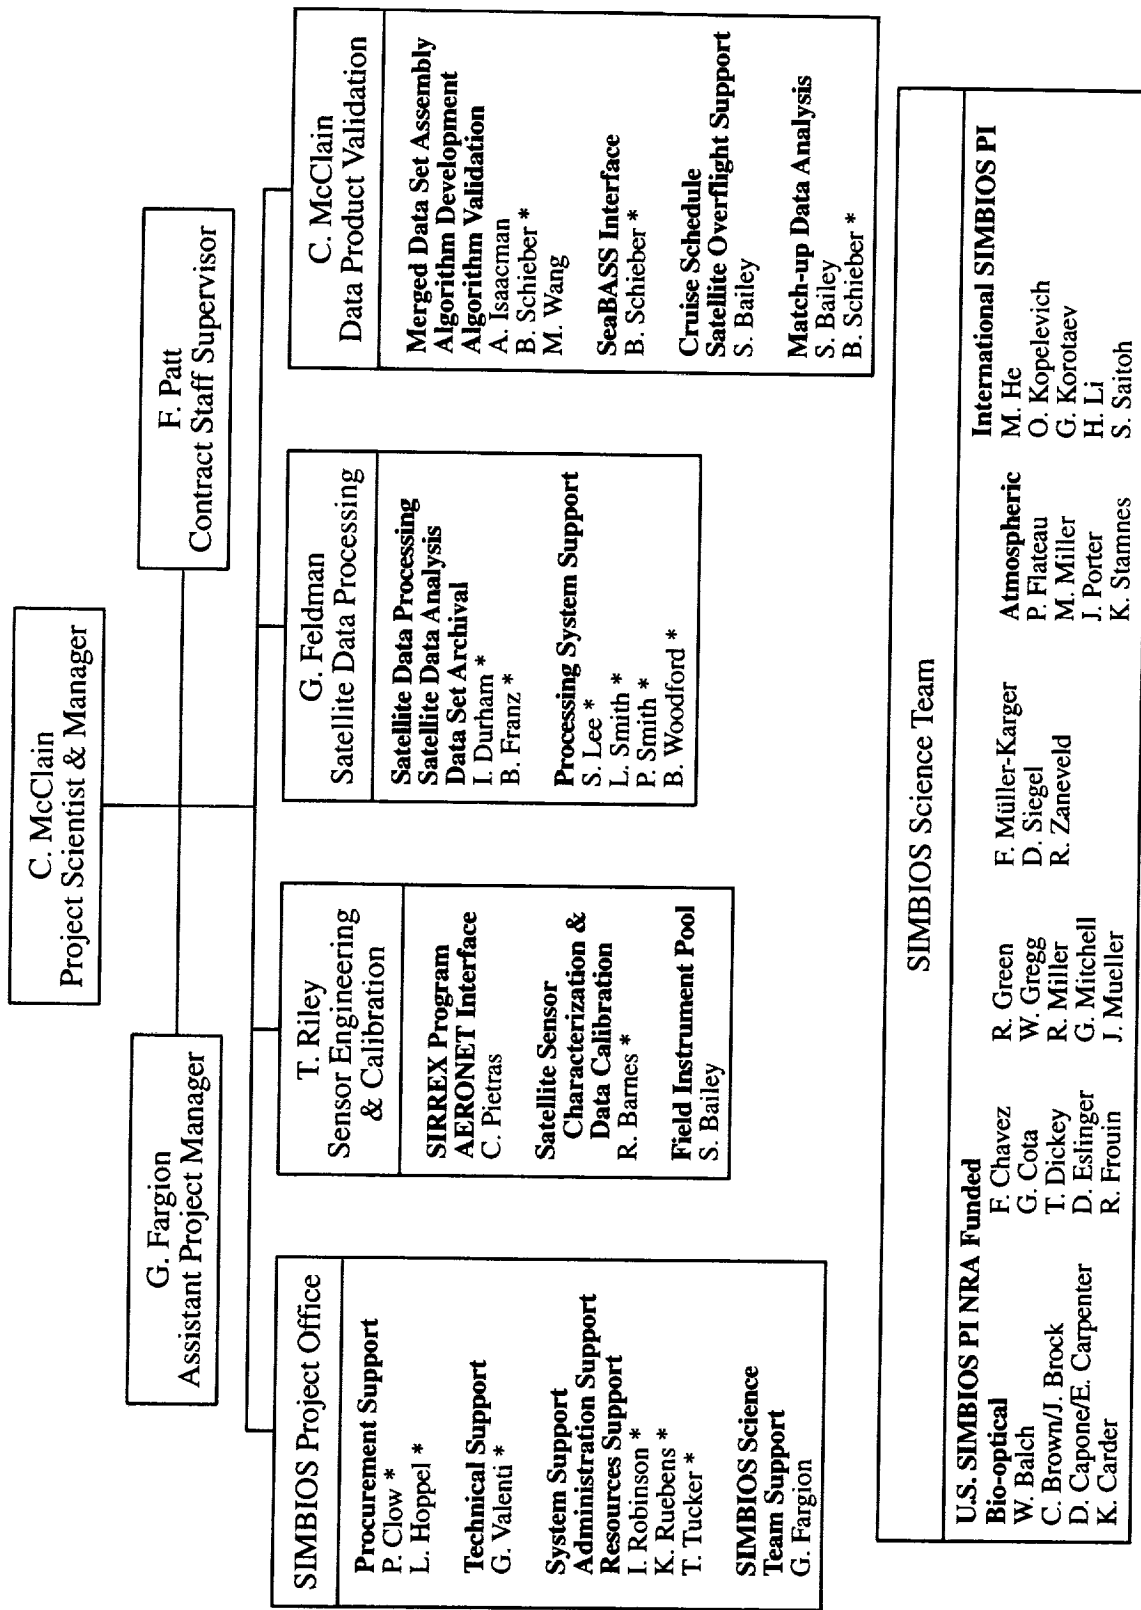 C. McClain
Project Scientist & Manager
G. Fargion
Assistant Project Manager
F. Patt
Contract Staff Supervisor
SIMBIOS Project Office
Procurement Support
P. Clow *
L. Hoppel *
Technical Support
G. Valenti *
System Support
Administration Support
Resources Support
I. Robinson *
K. Ruebens *
T. Tucker *
SIMBIOS Science
Team Support
G. Fargion
T. Riley
Sensor Engineering
& Calibration
SIRREX Program
AERONET Interface
C. Pietras
Satellite Sensor
Characterization &
Data Calibration
R. Barnes *
Field Instrument Pool
S. Bailey
G. Feldman
Satellite Data Processing
Satellite Data Processing
Satellite Data Analysis
Data Set Archival
I. Durham *
B. Franz *
Processing System Support
S. Lee *
L. Smith *
P. Smith *
B. Woodford *
C. McClain
Data Product Validation
Merged Data Set Assembly
Algorithm Development
Algorithm Validation
A. Isaacman
B. Schieber *
M. Wang
SeaBASS Interface
B. Schieber *
Cruise Schedule
Satellite Overflight Support
S. Bailey
Match-up Data Analysis
S. Bailey
B. Schieber *
SIMBIOS Science Team
U.S. SIMBIOS PI NRA Funded
Bio-optical
W. Balch
C. Brown/J. Brock
D. Capone/E. Carpenter
K. Carder
F. Chavez
G. Cota
T. Dickey
D. Eslinger
R. Frouin
R. Green
W. Gregg
R. Miller
G. Mitchell
J. Mueller
F. Müller-Karger
D. Siegel
R. Zaneveld
Atmospheric
P. Flateau
M. Miller
J. Porter
K. Stamnes
International SIMBIOS PI
M. He
O. Kopelevich
G. Korotaev
H. Li
S. Saitoh